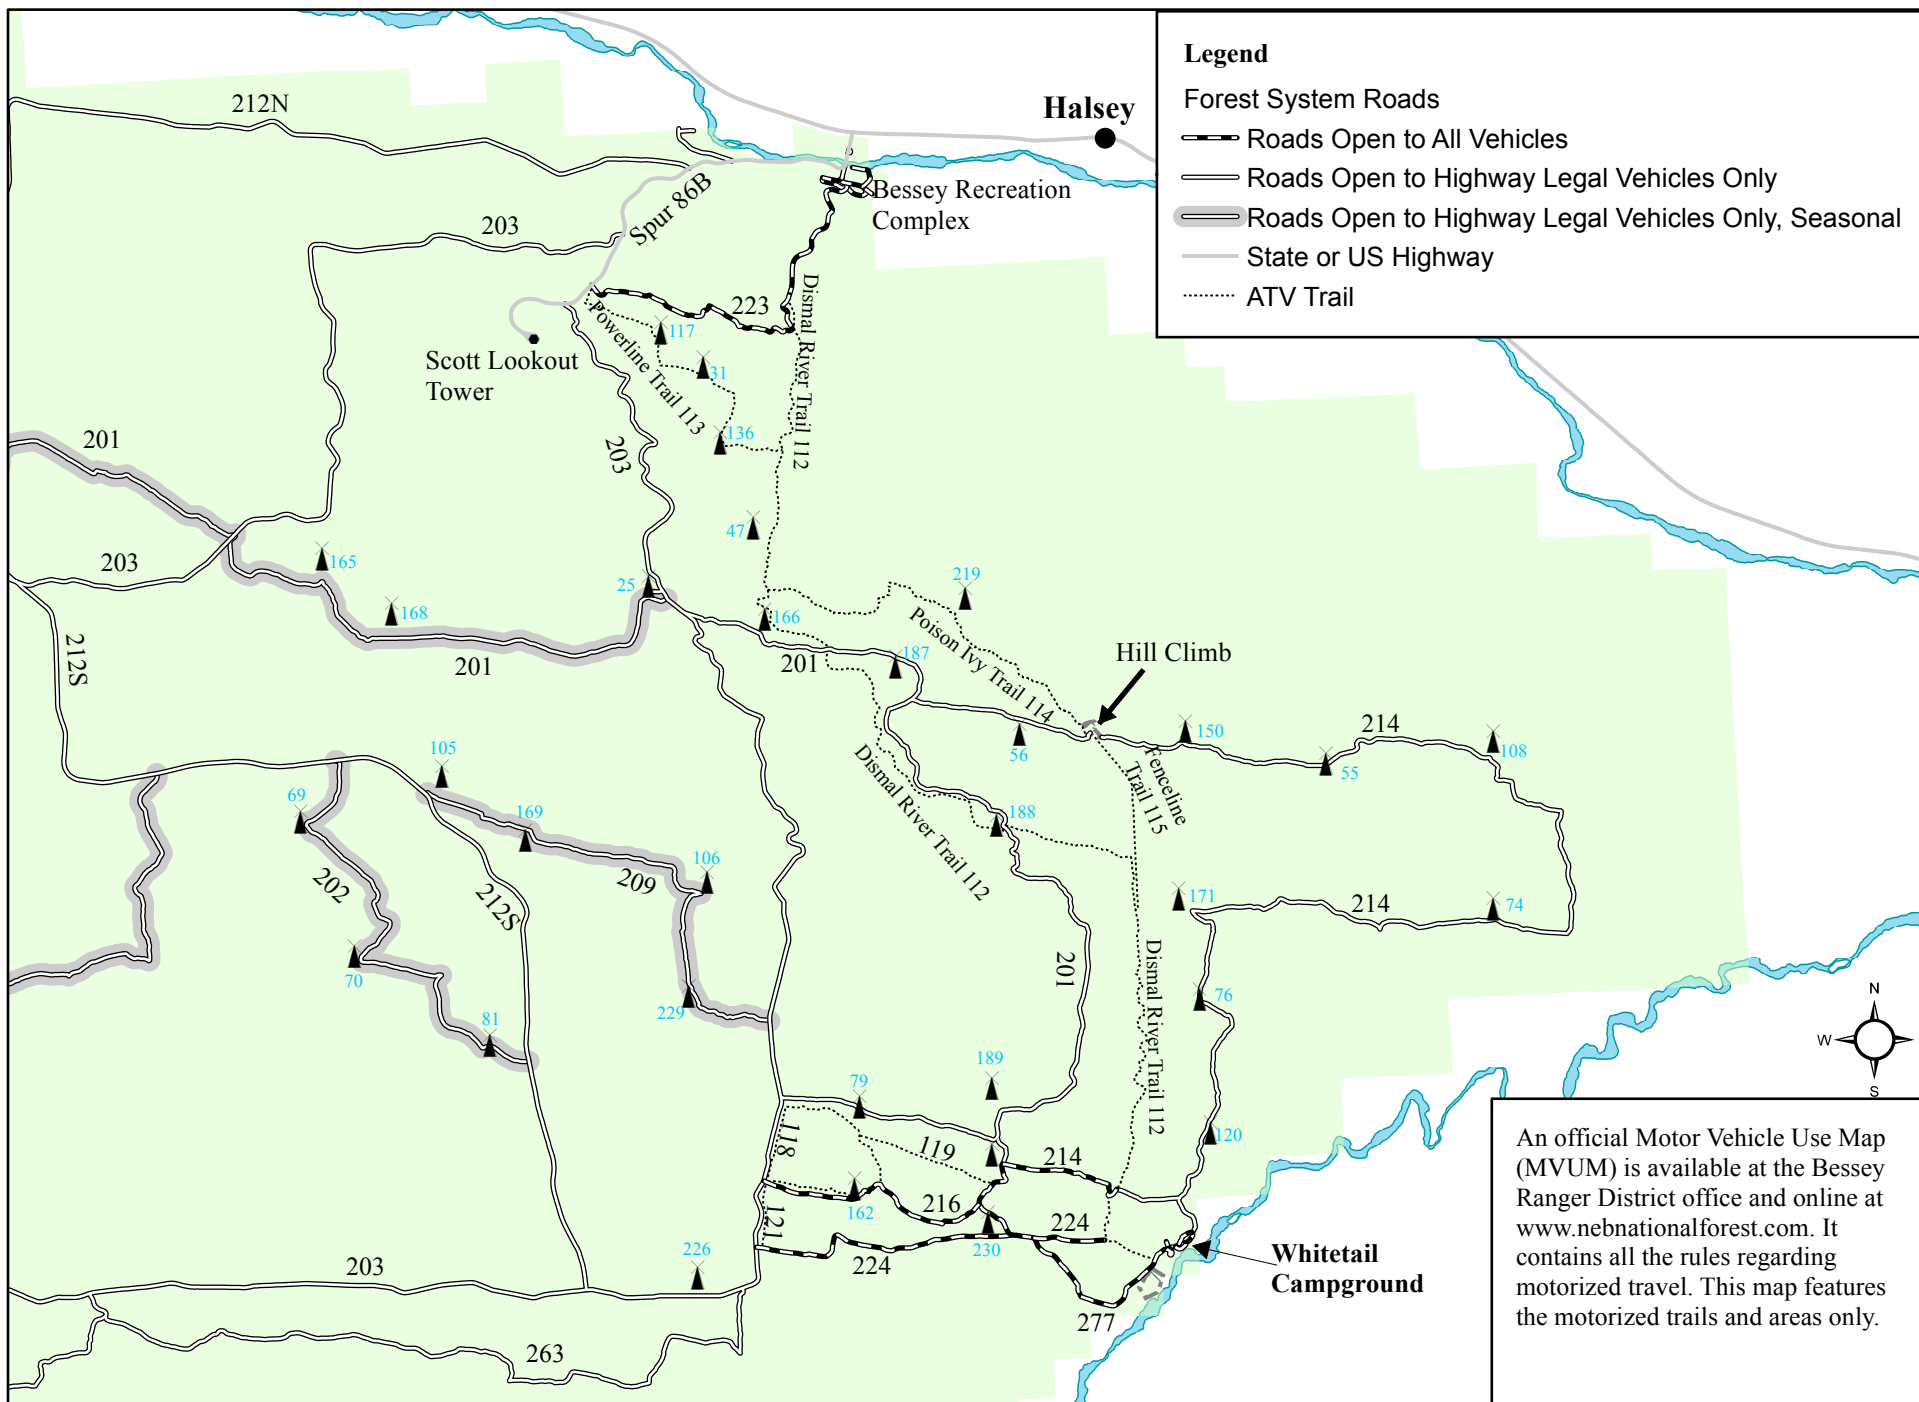 Legend
Forest System Roads
Roads Open to All Vehicles
Roads Open to Highway Legal Vehicles Only
Roads Open to Highway Legal Vehicles Only, Seasonal
State or US Highway
ATV Trail
212N
Halsey
Bessey Recreation
Complex
Spur 86B
203
223
Dismal River Trail 112
Powerline Trail 113
117
31
136
Scott Lookout
Tower
203
201
47
203
165
168
25
166
219
Poison Ivy Trail 114
Hill Climb
212S
201
201
187
56
Fenceline
Trail 115
150
55
214
108
105
69
169
106
Dismal River Trail 112
188
202
209
212S
171
214
74
70
229
201
76
Dismal River Trail 112
81
189
79
118
119
120
214
162
216
121
224
230
224
226
203
277
263
Whitetail
Campground
N
W
E
S
An official Motor Vehicle Use Map
(MVUM) is available at the Bessey
Ranger District office and online at
www.nebnationalforest.com. It
contains all the rules regarding
motorized travel. This map features
the motorized trails and areas only.